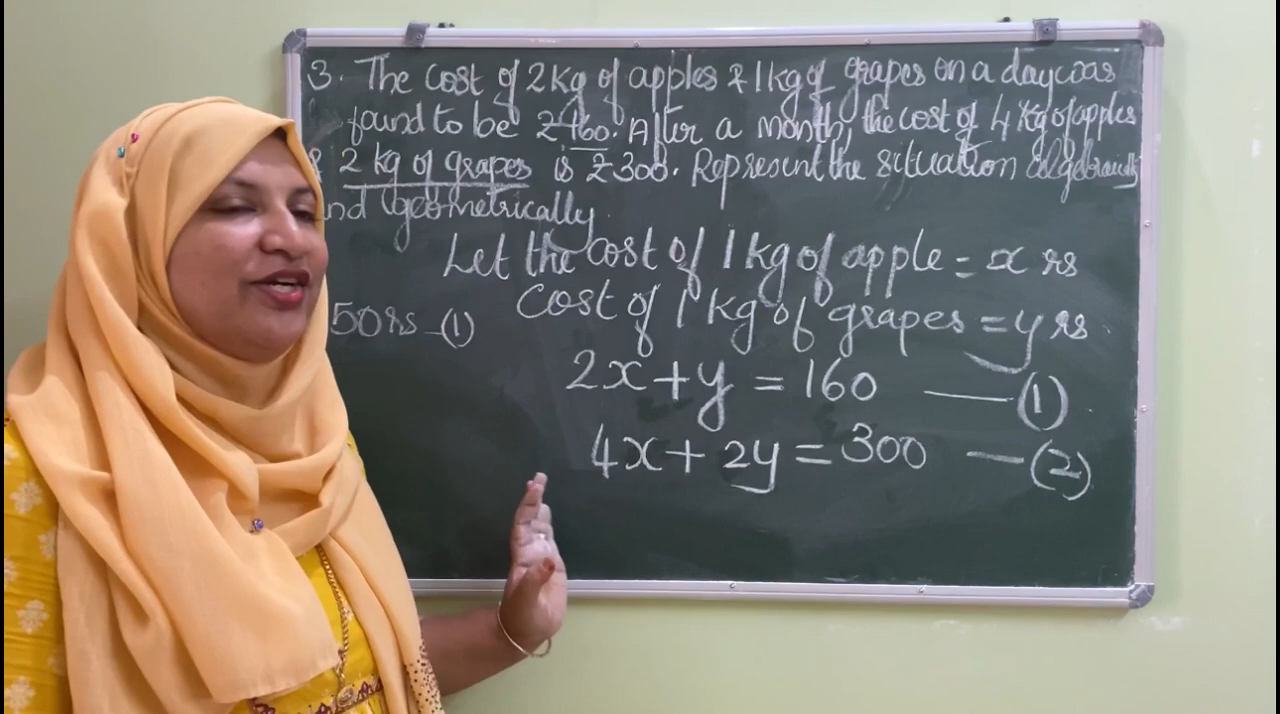 3. The cost of 2kg of apples & 1kg of grapes on a day was
found to be ₹160. After a month, the cost of 4 kg of apples
& 2 kg of grapes is ₹300. Represent the situation algebraically
and geometrically.
Let the cost of 1kg of apple = x rs
Cost of 1 kg of grapes = y rs
50rs - (1)
2x + y = 160 — (1)
4x + 2y = 300 — (2)